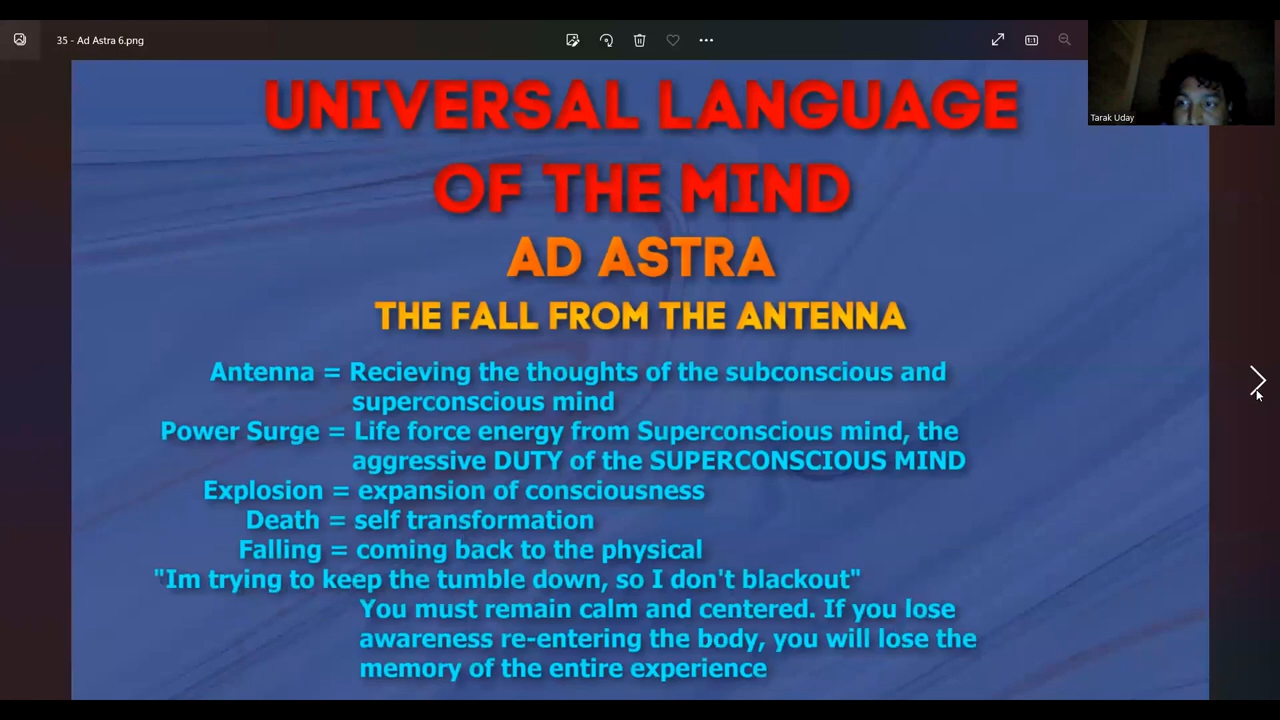 35 - Ad Astra 6.png
Tarak Uday
UNIVERSAL LANGUAGE
OF THE MIND
AD ASTRA
THE FALL FROM THE ANTENNA
Antenna = Recieving the thoughts of the subconscious and
superconscious mind
Power Surge = Life force energy from Superconscious mind, the
aggressive DUTY of the SUPERCONSCIOUS MIND
Explosion = expansion of consciousness
Death = self transformation
Falling = coming back to the physical
"Im trying to keep the tumble down, so I don't blackout"
You must remain calm and centered. If you lose
awareness re-entering the body, you will lose the
memory of the entire experience